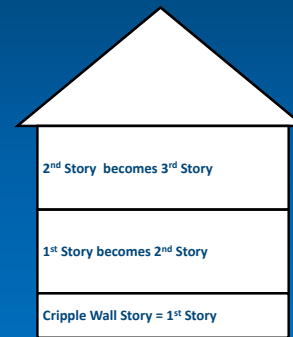 2nd Story becomes 3rd Story
1st Story becomes 2nd Story
Cripple Wall Story = 1st Story